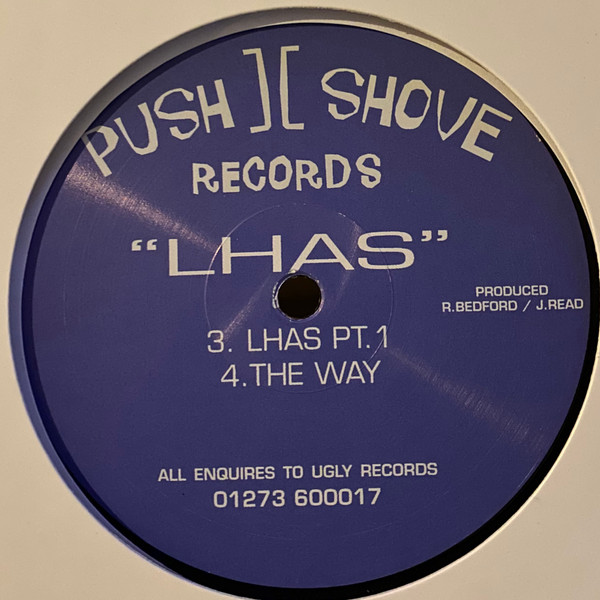 PUSH ][ SHOVE
RECORDS
"LHAS"
PRODUCED
R.BEDFORD / J.READ
3. LHAS PT.1
4.THE WAY
ALL ENQUIRES TO UGLY RECORDS
01273 600017